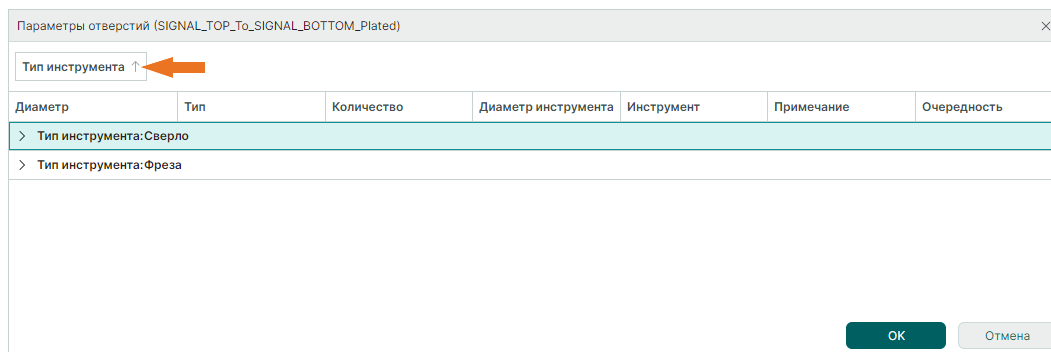 Параметры отверстий (SIGNAL_TOP_To_SIGNAL_BOTTOM_Plated)
Тип инструмента
Диаметр Тип Количество Диаметр инструмента Инструмент Примечание Очередность
Тип инструмента:Сверло
Тип инструмента:Фреза
OK Отмена